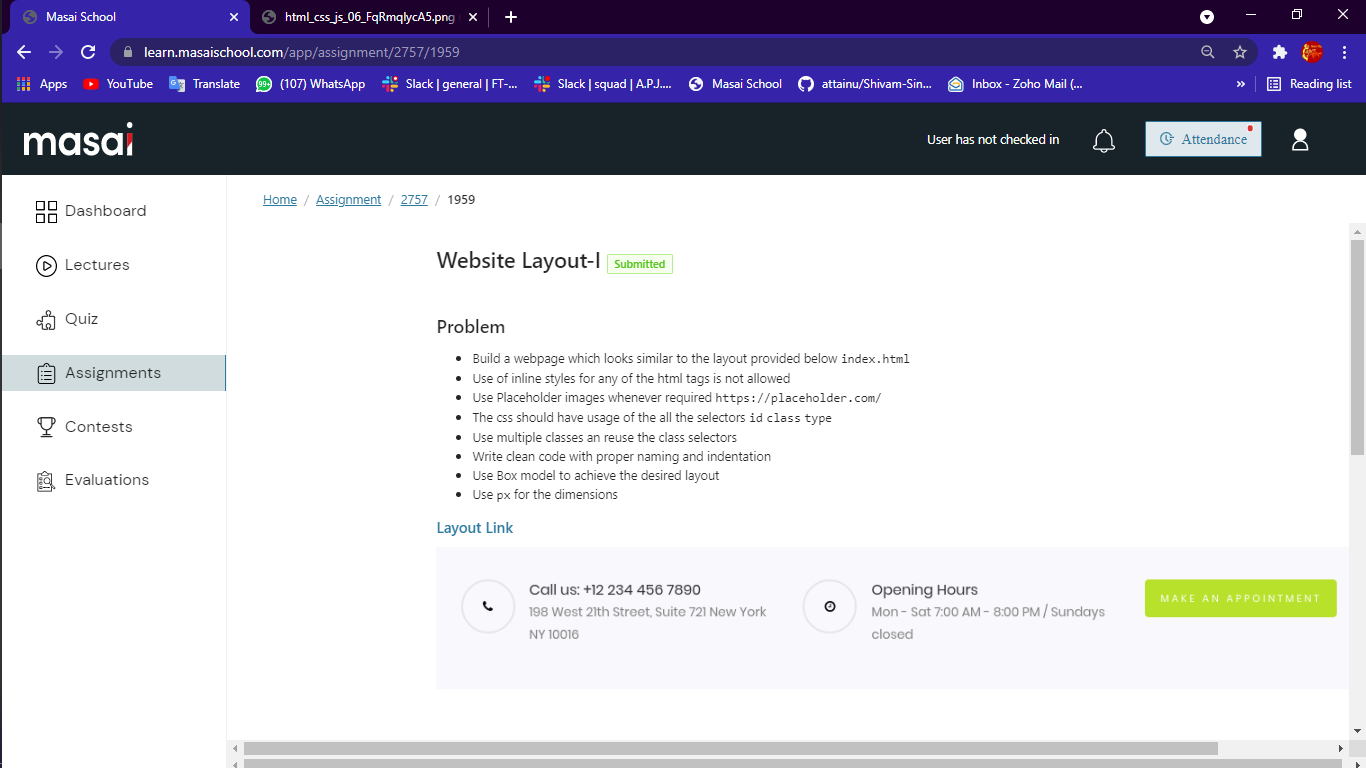 Masai School
html_css_js_06_FqRmqlycA5.png
learn.masaischool.com/app/assignment/2757/1959
Apps
YouTube
Translate
99+
(107) WhatsApp
Slack | general | FT-...
Slack | squad | A.P.J....
Masai School
attainu/Shivam-Sin...
Inbox - Zoho Mail (...
»
Reading list
masai
User has not checked in
Attendance
Dashboard
Lectures
Quiz
Assignments
Contests
Evaluations
Home / Assignment / 2757 / 1959
Website Layout-I Submitted
Problem
Build a webpage which looks similar to the layout provided below index.html
Use of inline styles for any of the html tags is not allowed
Use Placeholder images whenever required https://placeholder.com/
The css should have usage of the all the selectors id class type
Use multiple classes an reuse the class selectors
Write clean code with proper naming and indentation
Use Box model to achieve the desired layout
Use px for the dimensions
Layout Link
Call us: +12 234 456 7890
198 West 21th Street, Suite 721 New York
NY 10016
Opening Hours
Mon - Sat 7:00 AM - 8:00 PM / Sundays
closed
MAKE AN APPOINTMENT